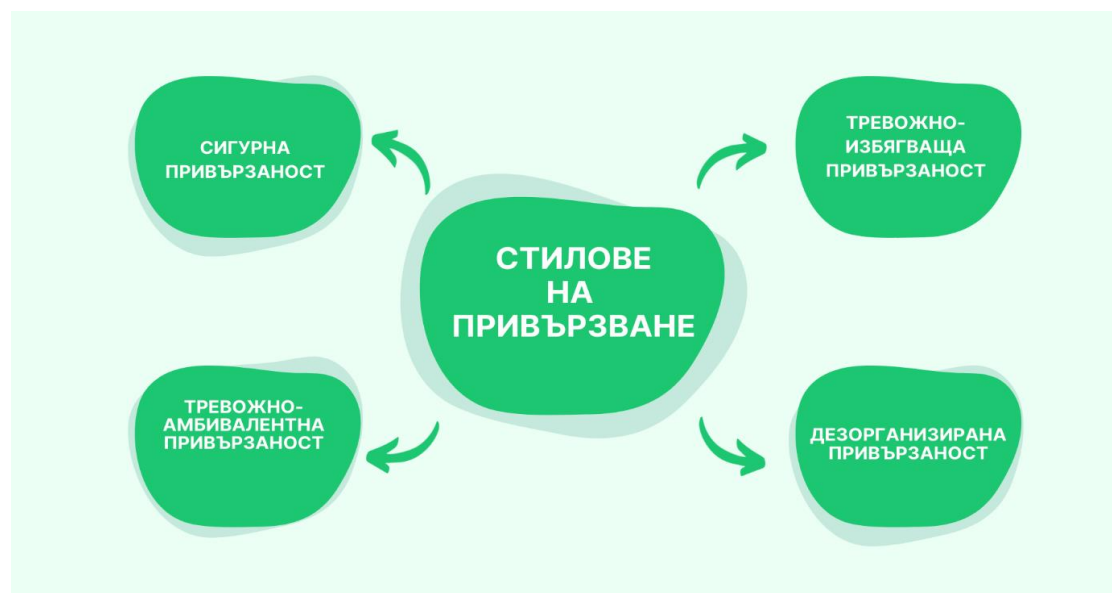 СИГУРНА
ПРИВЪРЗАНОСТ
ТРЕВОЖНО-
ИЗБЯГВАЩА
ПРИВЪРЗАНОСТ
СТИЛОВЕ
НА
ПРИВЪРЗВАНЕ
ТРЕВОЖНО-
АМБИВАЛЕНТНА
ПРИВЪРЗАНОСТ
ДЕЗОРГАНИЗИРАНА
ПРИВЪРЗАНОСТ